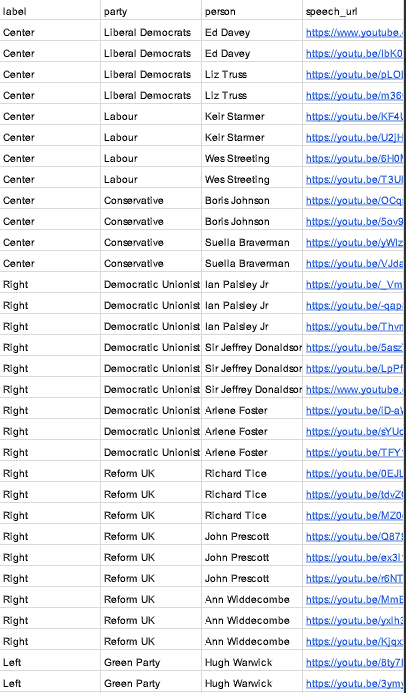 label party person speech_url
Center Liberal Democrats Ed Davey https://www.youtube.
Center Liberal Democrats Ed Davey https://youtu.be/IbK0
Center Liberal Democrats Liz Truss https://youtu.be/pLOI
Center Liberal Democrats Liz Truss https://youtu.be/m36
Center Labour Keir Starmer https://youtu.be/KF4
Center Labour Keir Starmer https://youtu.be/U2jH
Center Labour Wes Streeting https://youtu.be/6H0
Center Labour Wes Streeting https://youtu.be/T3U
Center Conservative Boris Johnson https://youtu.be/OCq
Center Conservative Boris Johnson https://youtu.be/5ov9
Center Conservative Suella Braverman https://youtu.be/yWIz
Center Conservative Suella Braverman https://youtu.be/VJda
Right Democratic Unionist Ian Paisley Jr https://youtu.be/_Vm
Right Democratic Unionist Ian Paisley Jr https://youtu.be/-qap
Right Democratic Unionist Ian Paisley Jr https://youtu.be/Thvn
Right Democratic Unionist Sir Jeffrey Donaldson https://youtu.be/5asz
Right Democratic Unionist Sir Jeffrey Donaldson https://youtu.be/LpPf
Right Democratic Unionist Sir Jeffrey Donaldson https://www.youtube
Right Democratic Unionist Arlene Foster https://youtu.be/iD-a
Right Democratic Unionist Arlene Foster https://youtu.be/sYU
Right Democratic Unionist Arlene Foster https://youtu.be/TFY
Right Reform UK Richard Tice https://youtu.be/0EJL
Right Reform UK Richard Tice https://youtu.be/tdvZ
Right Reform UK Richard Tice https://youtu.be/MZ0
Right Reform UK John Prescott https://youtu.be/Q87
Right Reform UK John Prescott https://youtu.be/ex3I
Right Reform UK John Prescott https://youtu.be/r6NT
Right Reform UK Ann Widdecombe https://youtu.be/Mm
Right Reform UK Ann Widdecombe https://youtu.be/yxlh
Right Reform UK Ann Widdecombe https://youtu.be/Kjqx
Left Green Party Hugh Warwick https://youtu.be/8ty7
Left Green Party Hugh Warwick https://youtu.be/3ym